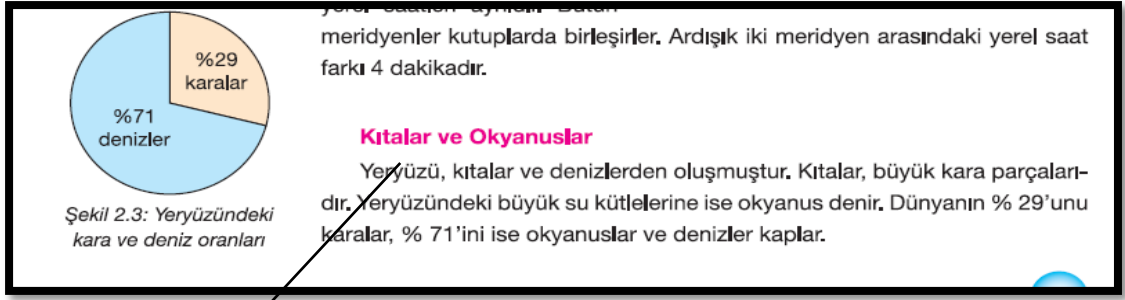 meridyenler kutuplarda birleşirler. Ardışık iki meridyen arasındaki yerel saat
farkı 4 dakikadır.
%29
karalar
%71
denizler
Şekil 2.3: Yeryüzündeki
kara ve deniz oranları
Kıtalar ve Okyanuslar
Yeryüzü, kıtalar ve denizlerden oluşmuştur. Kıtalar, büyük kara parçaları-
dır. Yeryüzündeki büyük su kütlelerine ise okyanus denir. Dünyanın % 29’unu
karalar, % 71’ini ise okyanuslar ve denizler kaplar.